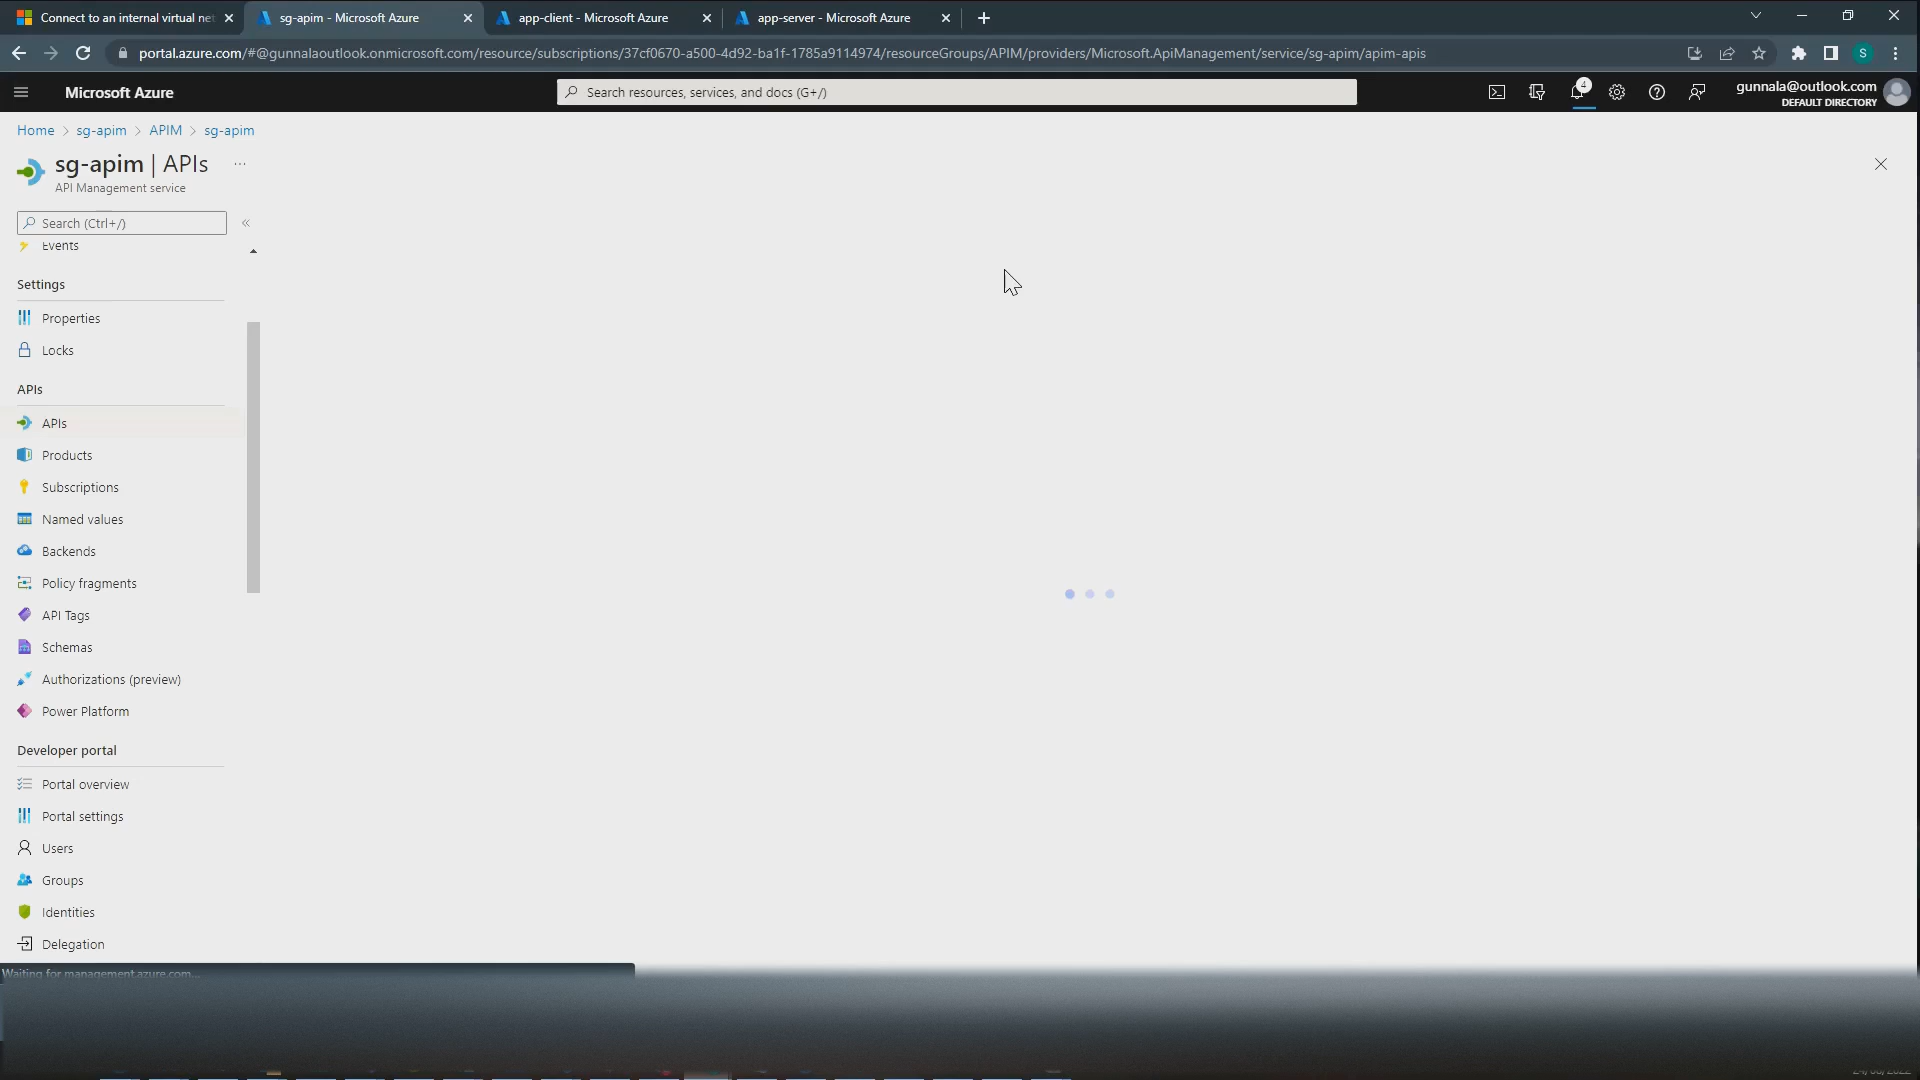 Connect to an internal virtual net
sg-apim - Microsoft Azure
app-client - Microsoft Azure
app-server - Microsoft Azure
portal.azure.com/#@gunnalaoutlook.onmicrosoft.com/resource/subscriptions/37cf0670-a500-4d92-ba1f-1785a9114974/resourceGroups/APIM/providers/Microsoft.ApiManagement/service/sg-apim/apim-apis
S
Microsoft Azure
Search resources, services, and docs (G+/)
4
gunnala@outlook.com
DEFAULT DIRECTORY
Home > sg-apim > APIM > sg-apim
sg-apim | APIs ...
API Management service
Search (Ctrl+/)
«
Events
Settings
Properties
Locks
APIs
APIs
Products
Subscriptions
Named values
Backends
Policy fragments
API Tags
Schemas
Authorizations (preview)
Power Platform
Developer portal
Portal overview
Portal settings
Users
Groups
Identities
Delegation
Waiting for management.azure.com...